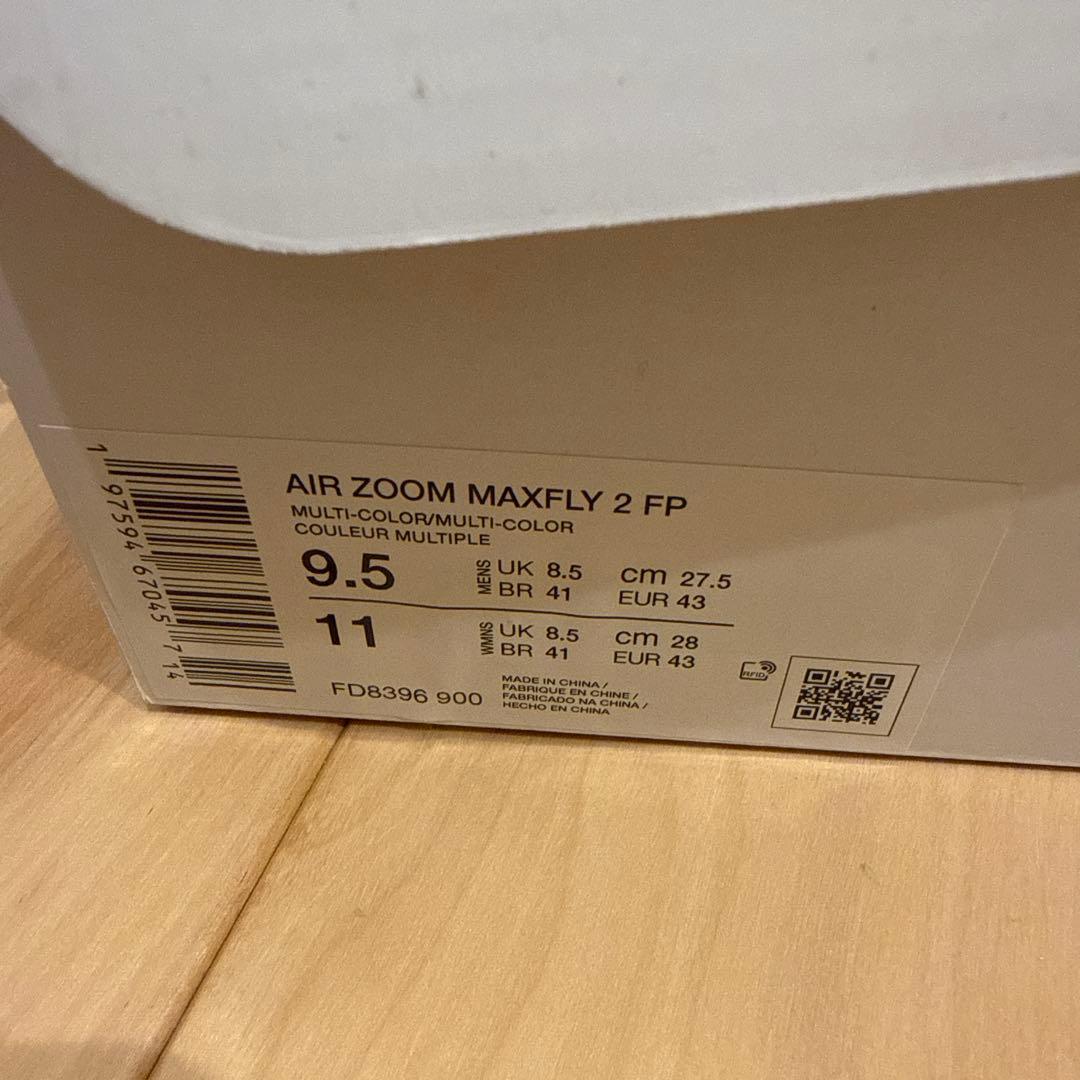 AIR ZOOM MAXFLY 2 FP
MULTI-COLOR/MULTI-COLOR
COULEUR MULTIPLE
9.5
MENS
UK 8.5 cm 27.5
BR 41 EUR 43
11
WMNS
UK 8.5 cm 28
BR 41 EUR 43
FD8396 900
MADE IN CHINA /
FABRIQUE EN CHINE /
FABRICADO NA CHINA /
HECHO EN CHINA
RFID
1 97594 67045 7 14